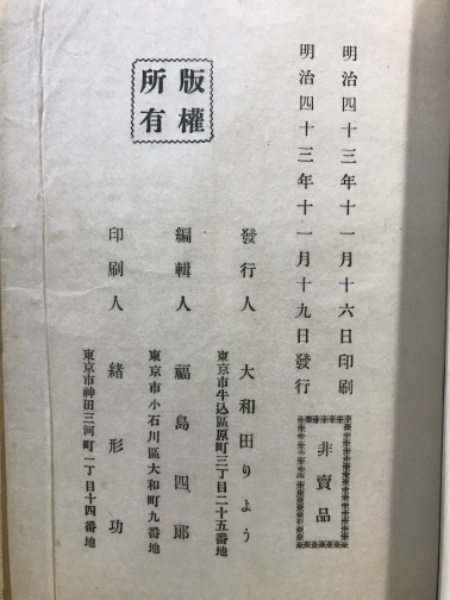 明治四十三年十一月十六日印刷
明治四十三年十一月十九日發行
非賣品
版權
所有
發行人 大和田りよう
東京市牛込區原町三丁目二十五番地
編輯人 福島四郎
東京市小石川區大和町九番地
印刷人 緒形功
東京市神田三河町一丁目十四番地